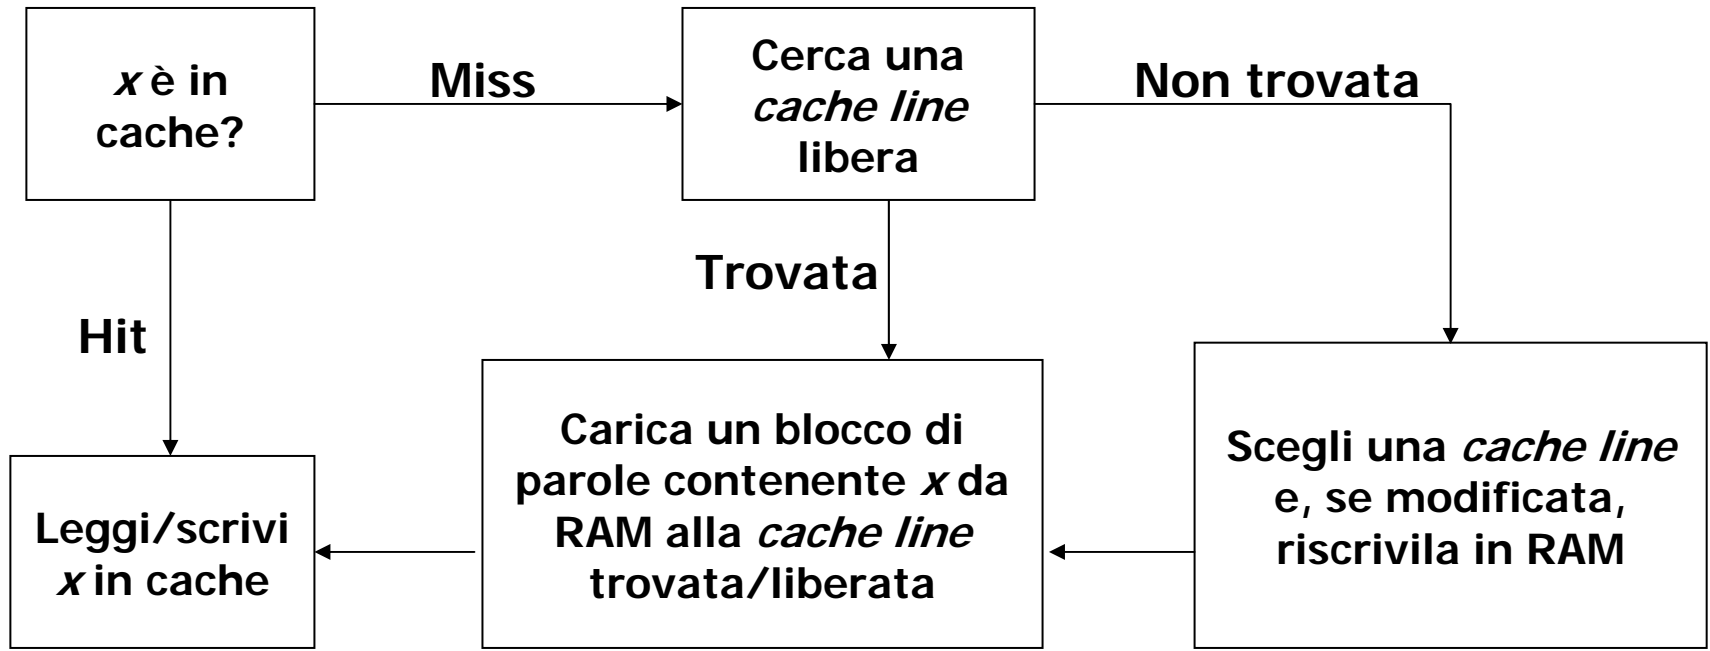 x è in
cache?
Miss
Cerca una
cache line
libera
Non trovata
Hit
Trovata
Leggi/scrivi
x in cache
Carica un blocco di
parole contenente x da
RAM alla cache line
trovata/liberata
Scegli una cache line
e, se modificata,
riscrivila in RAM